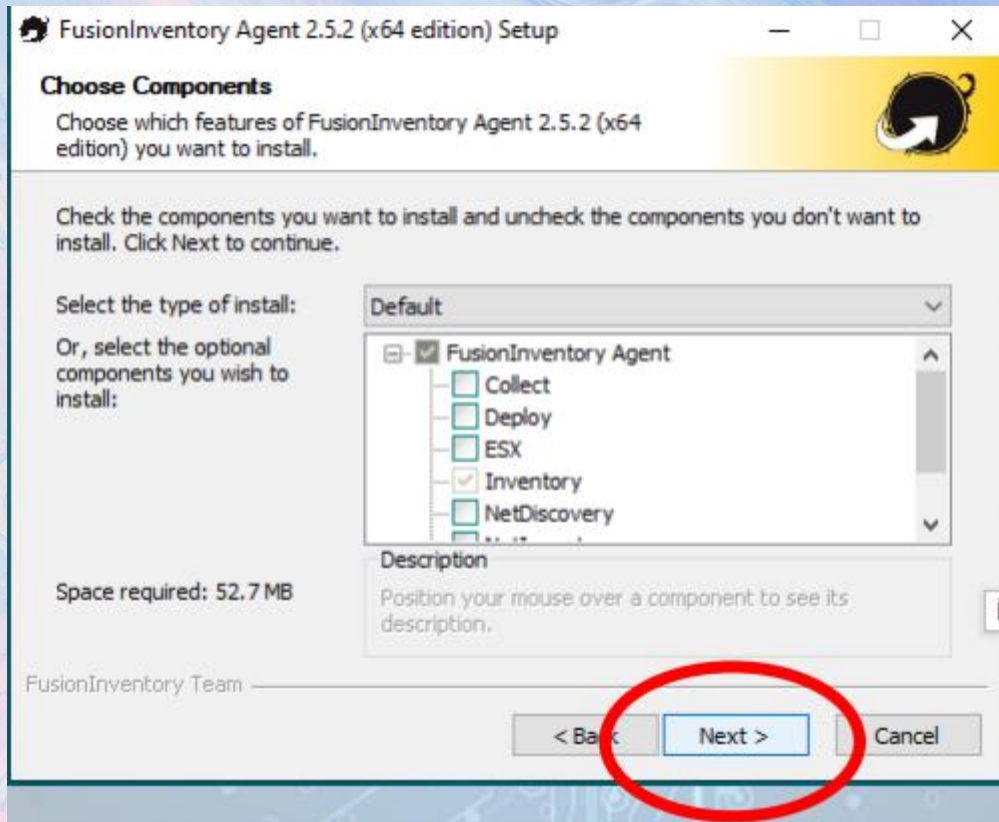 FusionInventory Agent 2.5.2 (x64 edition) Setup
Choose Components
Choose which features of FusionInventory Agent 2.5.2 (x64
edition) you want to install.
Check the components you want to install and uncheck the components you don't want to
install. Click Next to continue.
Select the type of install:
Default
Or, select the optional
components you wish to
install:
FusionInventory Agent
Collect
Deploy
ESX
Inventory
NetDiscovery
Space required: 52.7 MB
Description
Position your mouse over a component to see its
description.
FusionInventory Team
< Back
Next >
Cancel